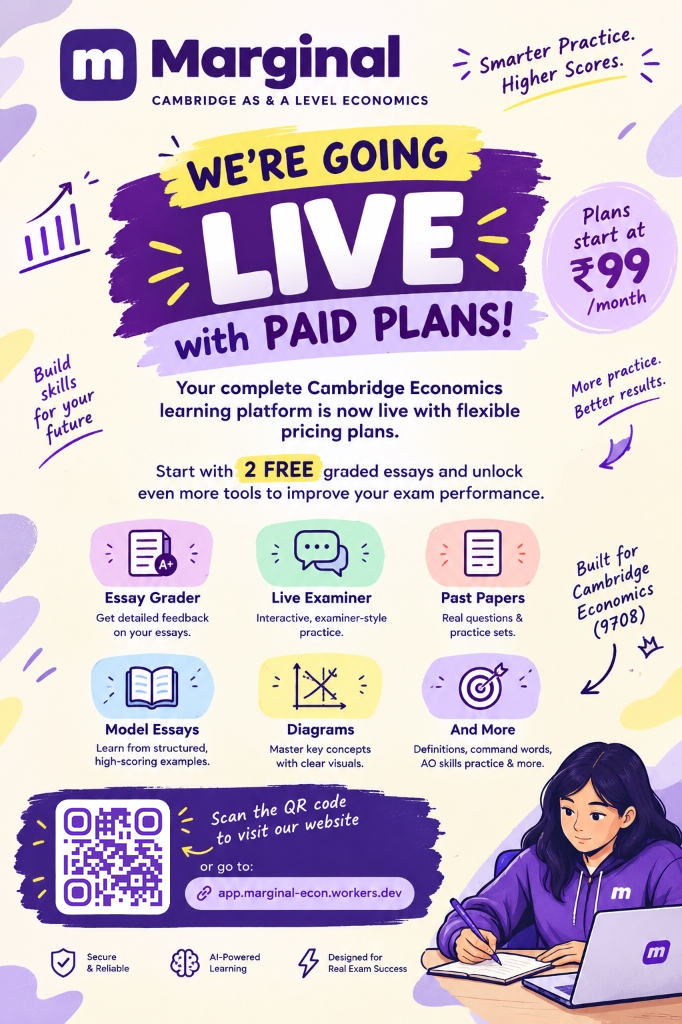 m Marginal
CAMBRIDGE AS & A LEVEL ECONOMICS
Smarter Practice.
Higher Scores.
WE'RE GOING
LIVE
with PAID PLANS!
Plans
start at
₹99
/month
Build
skills
for your
future
More practice.
Better results.
Your complete Cambridge Economics
learning platform is now live with flexible
pricing plans.
Start with 2 FREE graded essays and unlock
even more tools to improve your exam performance.
Built for
Cambridge
Economics
(9708)
A+
Essay Grader
Get detailed feedback
on your essays.
Live Examiner
Interactive, examiner-style
practice.
Past Papers
Real questions &
practice sets.
Model Essays
Learn from structured,
high-scoring examples.
Diagrams
Master key concepts
with clear visuals.
And More
Definitions, command words,
AO skills practice & more.
Scan the QR code
to visit our website
or go to:
app.marginal-econ.workers.dev
m
m
Secure
& Reliable
AI-Powered
Learning
Designed for
Real Exam Success